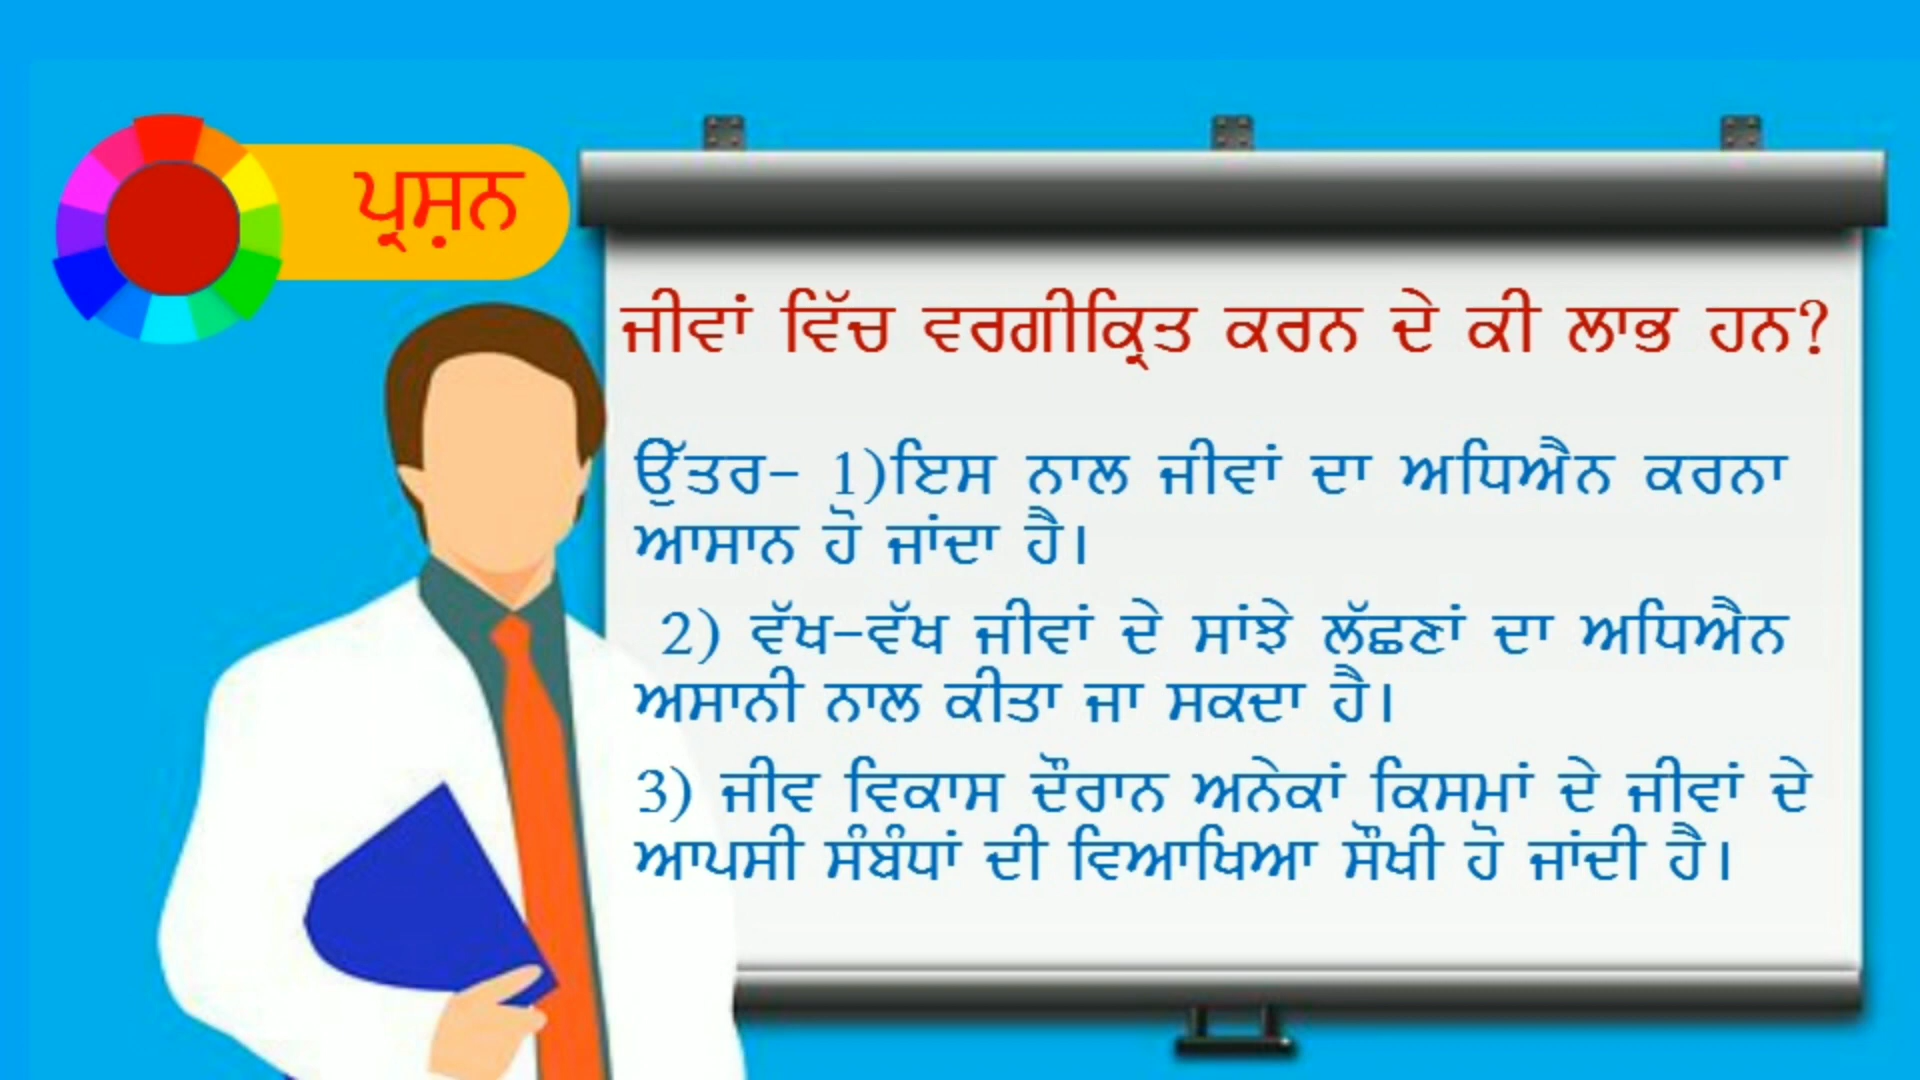 ਪ੍ਰਸ਼ਨ
ਜੀਵਾਂ ਵਿੱਚ ਵਰਗੀਕ੍ਰਿਤ ਕਰਨ ਦੇ ਕੀ ਲਾਭ ਹਨ?
ਉੱਤਰ- 1)ਇਸ ਨਾਲ ਜੀਵਾਂ ਦਾ ਅਧਿਐਨ ਕਰਨਾ
ਆਸਾਨ ਹੋ ਜਾਂਦਾ ਹੈ।
2) ਵੱਖ-ਵੱਖ ਜੀਵਾਂ ਦੇ ਸਾਂਝੇ ਲੱਛਣਾਂ ਦਾ ਅਧਿਐਨ
ਅਸਾਨੀ ਨਾਲ ਕੀਤਾ ਜਾ ਸਕਦਾ ਹੈ।
3) ਜੀਵ ਵਿਕਾਸ ਦੌਰਾਨ ਅਨੇਕਾਂ ਕਿਸਮਾਂ ਦੇ ਜੀਵਾਂ ਦੇ
ਆਪਸੀ ਸੰਬੰਧਾਂ ਦੀ ਵਿਆਖਿਆ ਸੌਖੀ ਹੋ ਜਾਂਦੀ ਹੈ।